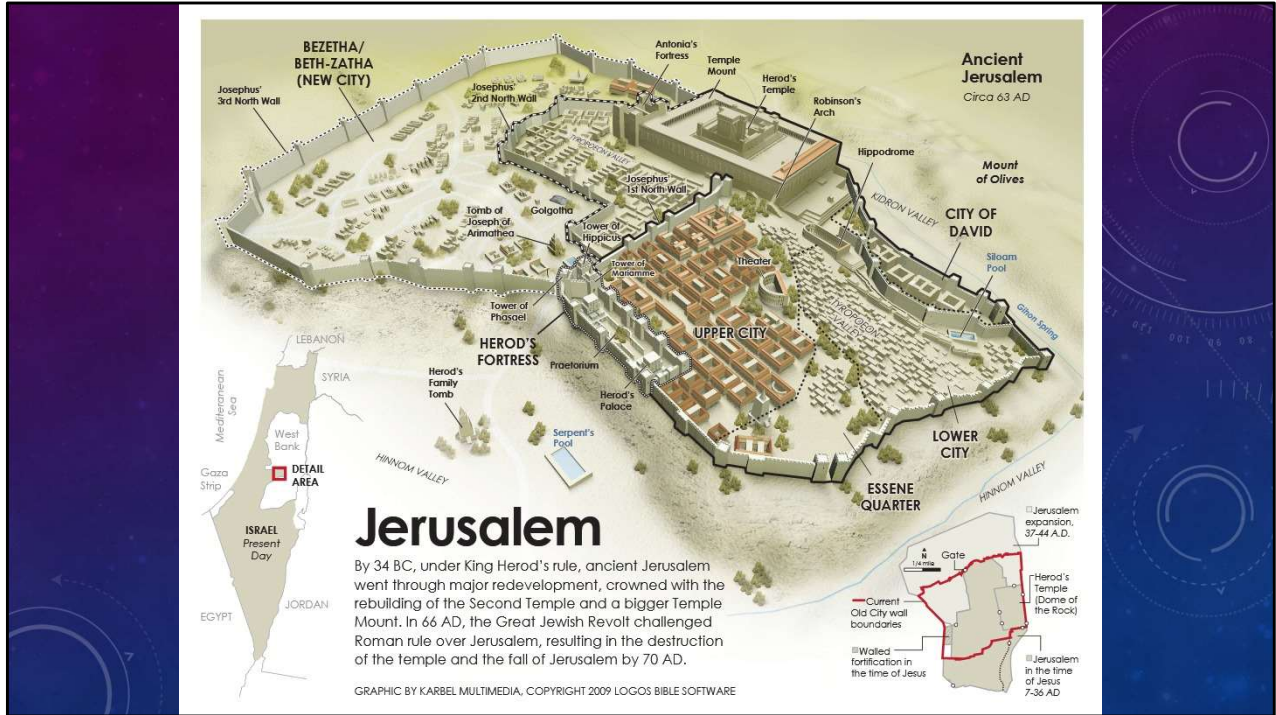 BEZETHA/
BETH-ZATHA
(NEW CITY)
Josephus'
3rd North Wall
Josephus'
2nd North Wall
Antonia's
Fortress
Temple
Mount
Herod's
Temple
Robinson's
Arch
Ancient
Jerusalem
Circa 63 AD
Hippodrome
Mount
of Olives
TYROPOEON
VALLEY
Josephus'
1st North Wall
KIDRON VALLEY
CITY OF
DAVID
Siloam
Pool
Gihon Spring
Tomb of
Joseph of
Arimathea
Golgotha
Tower of
Hippicus
Tower of
Mariamme
Theater
TYROPOEON
VALLEY
Tower of
Phasael
HEROD'S
FORTRESS
UPPER CITY
Praetorium
Herod's
Palace
Herod's
Family
Tomb
Serpent's
Pool
HINNOM VALLEY
LOWER
CITY
ESSENE
QUARTER
HINNOM VALLEY
LEBANON
SYRIA
Mediterranean
Sea
West
Bank
Gaza
Strip
DETAIL
AREA
ISRAEL
Present
Day
EGYPT
JORDAN
Jerusalem
By 34 BC, under King Herod's rule, ancient Jerusalem
went through major redevelopment, crowned with the
rebuilding of the Second Temple and a bigger Temple
Mount. In 66 AD, the Great Jewish Revolt challenged
Roman rule over Jerusalem, resulting in the destruction
of the temple and the fall of Jerusalem by 70 AD.
GRAPHIC BY KARBEL MULTIMEDIA, COPYRIGHT 2009 LOGOS BIBLE SOFTWARE
Jerusalem
expansion,
37-44 A.D.
N
1/4 mile
Gate
Herod's
Temple
(Dome of
the Rock)
Current
Old City wall
boundaries
Walled
fortification in
the time of Jesus
Jerusalem
in the time
of Jesus
7-36 AD